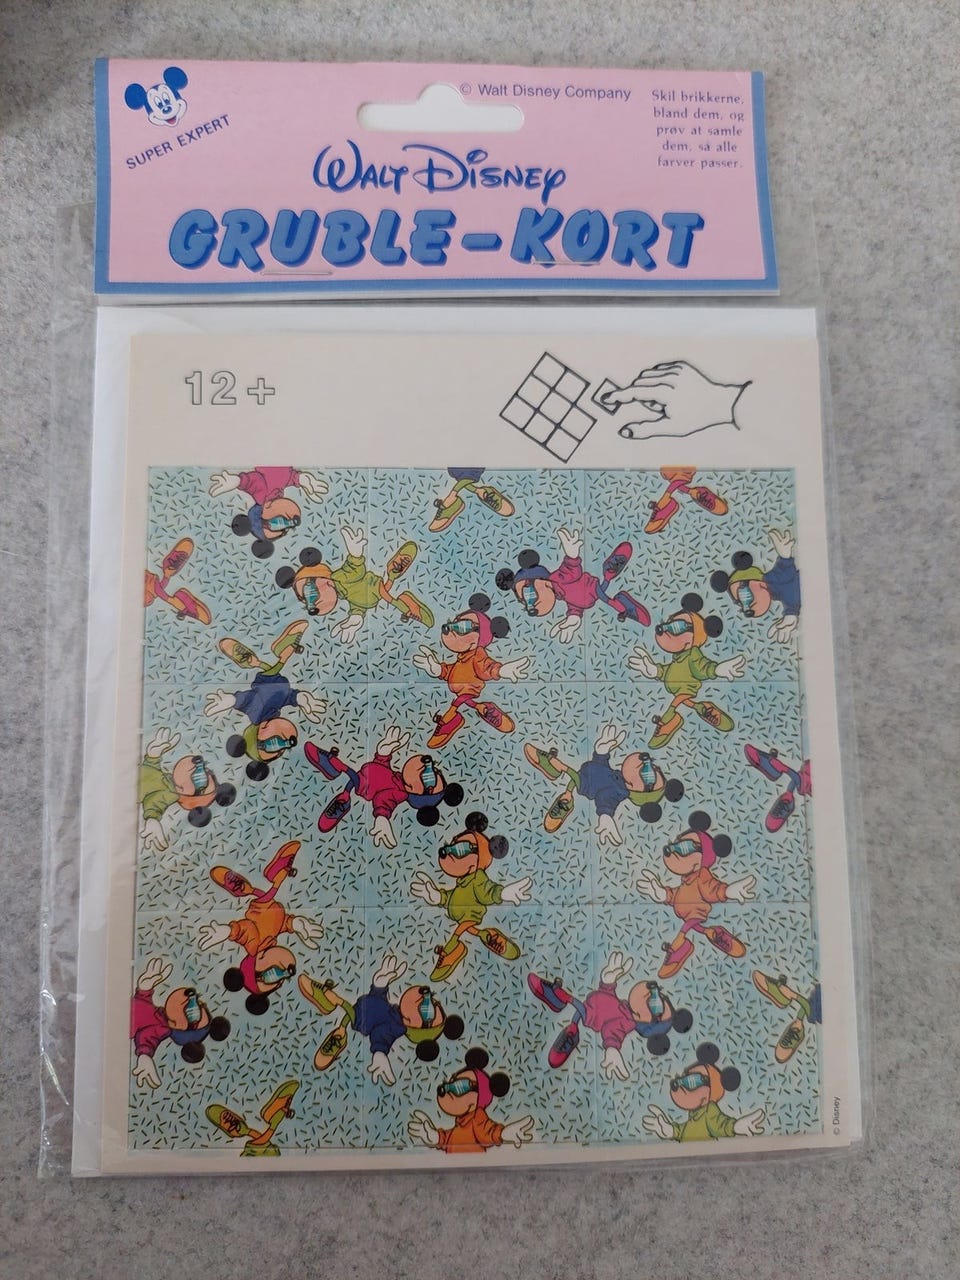 SUPER EXPERT
© Walt Disney Company
Skil brikkerne,
bland dem, og
prøv at samle
dem, så alle
farver passer.
WALT DISNEY
GRUBLE-KORT
12+
© Disney